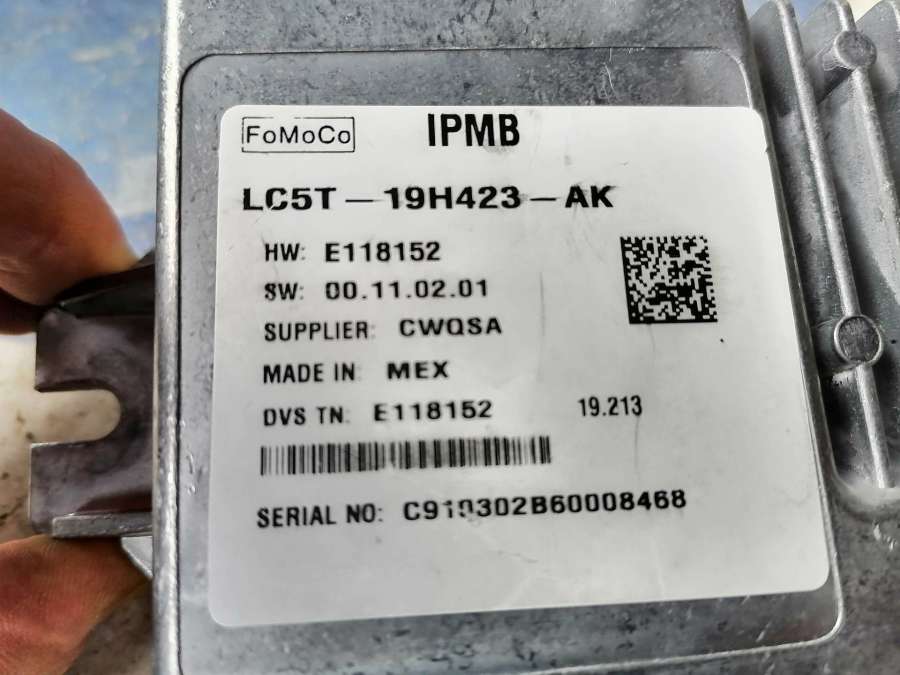 FoMoCo IPMB
LC5T-19H423-AK
HW: E118152
SW: 00.11.02.01
SUPPLIER: CWQSA
MADE IN: MEX
DVS TN: E118152 19.213
SERIAL NO: C910302B60008468